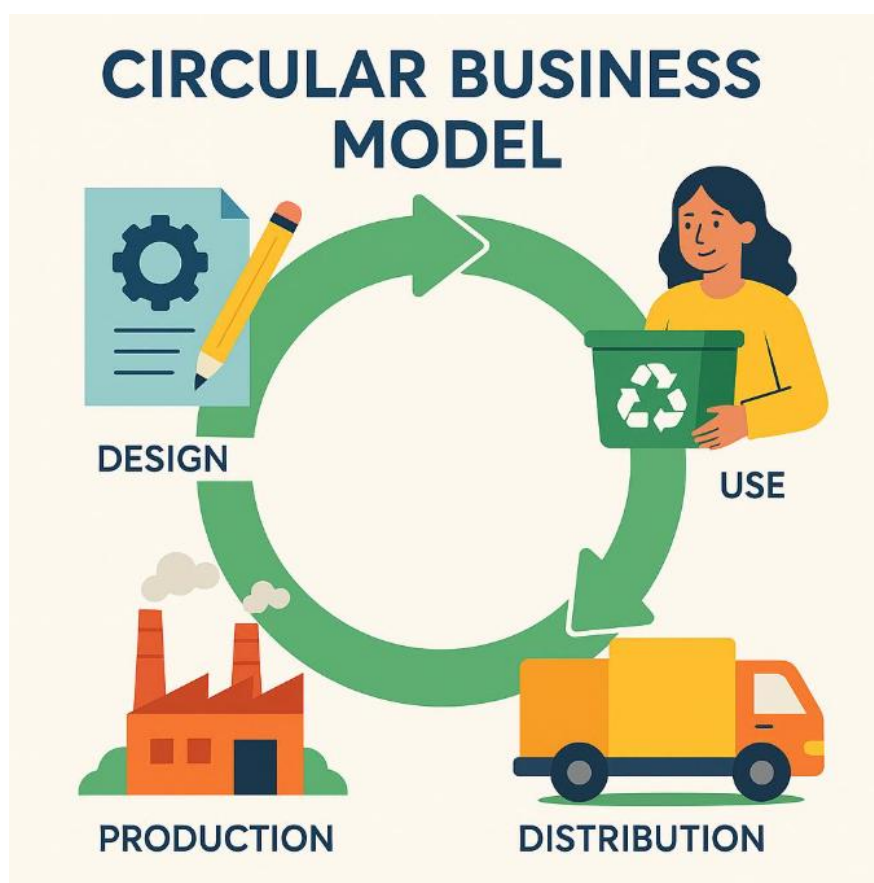 CIRCULAR BUSINESS
MODEL
DESIGN
USE
PRODUCTION
DISTRIBUTION